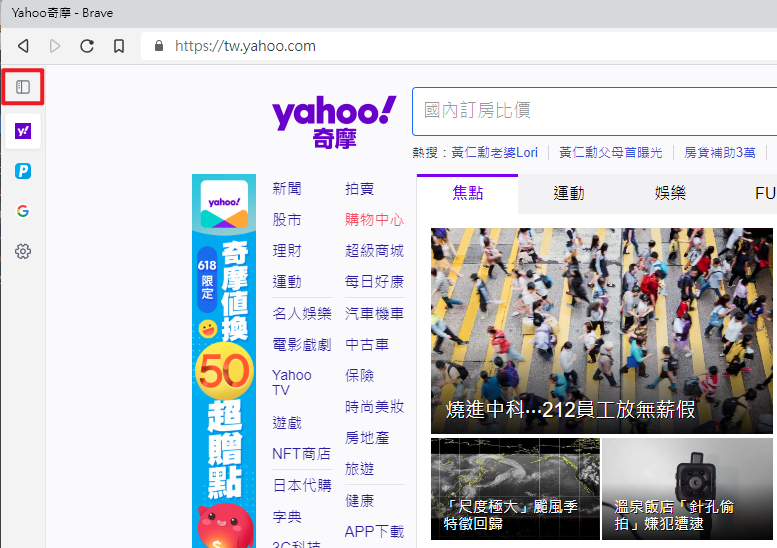 Yahoo奇摩 - Brave
https://tw.yahoo.com
y!
P
G
yahoo!
奇摩
國內訂房比價
熱搜：黃仁勳老婆Lori
黃仁勳父母首曝光
房貸補助3萬
焦點
運動
娛樂
FU
yahoo!
618
限定
奇摩值換
50
超贈點
新聞
拍賣
股市
購物中心
理財
超級商城
運動
每日好康
名人娛樂
汽車機車
電影戲劇
中古車
Yahoo
TV
保險
時尚美妝
遊戲
房地產
NFT商店
旅遊
日本代購
健康
字典
APP下載
3C科技
燒進中科…212員工放無薪假
「尺度極大」颱風季
特徵回歸
溫泉飯店「針孔偷
拍」嫌犯遭逮